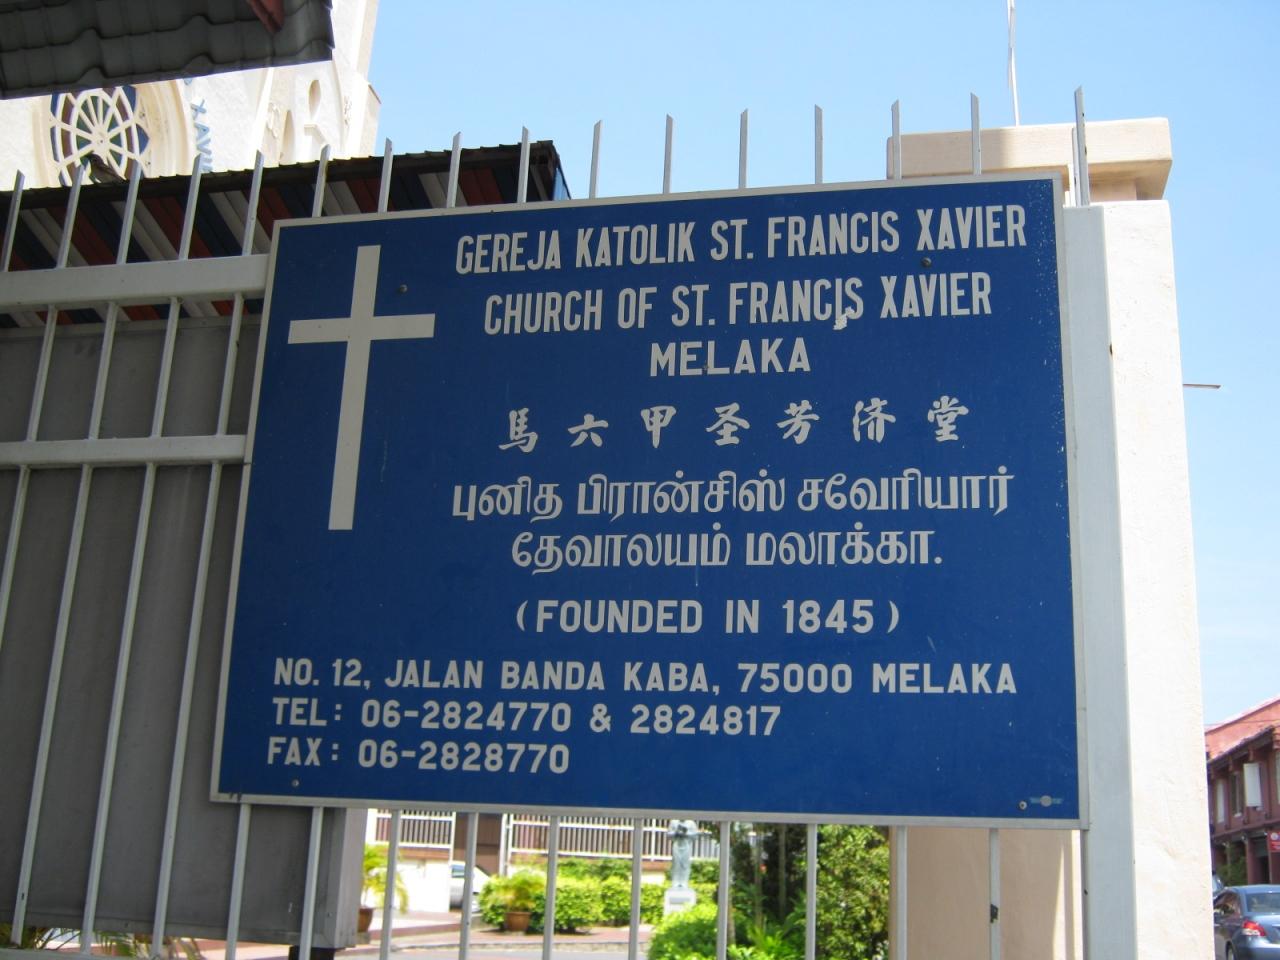 GEREJA KATOLIK ST. FRANCIS XAVIER
CHURCH OF ST. FRANCIS XAVIER
MELAKA
馬六甲圣芳济堂
புனித பிரான்சிஸ் சவேரியார்
தேவாலயம் மலாக்கா.
(FOUNDED IN 1845)
NO. 12, JALAN BANDA KABA, 75000 MELAKA
TEL: 06-2824770 & 2824817
FAX: 06-2828770